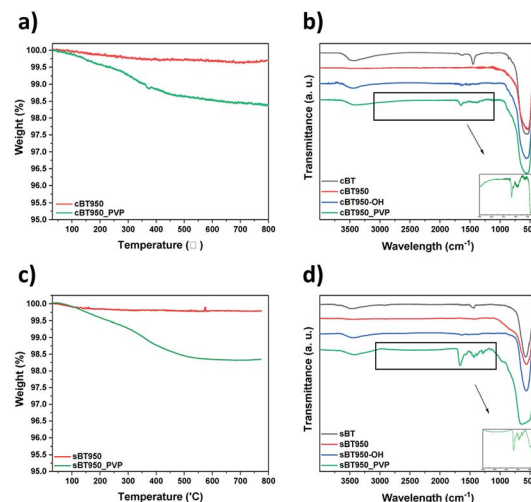 a)
b)
100.0
99.5
99.0
98.5
98.0
97.5
97.0
96.5
96.0
95.5
95.0
Weight (%)
cBT950
cBT950_PVP
0 100 200 300 400 500 600 700 800
Temperature (□)
Transmittance (a. u.)
cBT
cBT950
cBT950-OH
cBT950_PVP
3500 3000 2500 2000 1500 1000 500
Wavelength (cm-1)
c)
d)
100.0
99.5
99.0
98.5
98.0
97.5
97.0
96.5
96.0
95.5
95.0
Weight (%)
sBT950
sBT950_PVP
0 100 200 300 400 500 600 700 800
Temperature (°C)
Transmittance (a. u.)
sBT
sBT950
sBT950-OH
sBT950_PVP
3500 3000 2500 2000 1500 1000 500
Wavelength (cm-1)